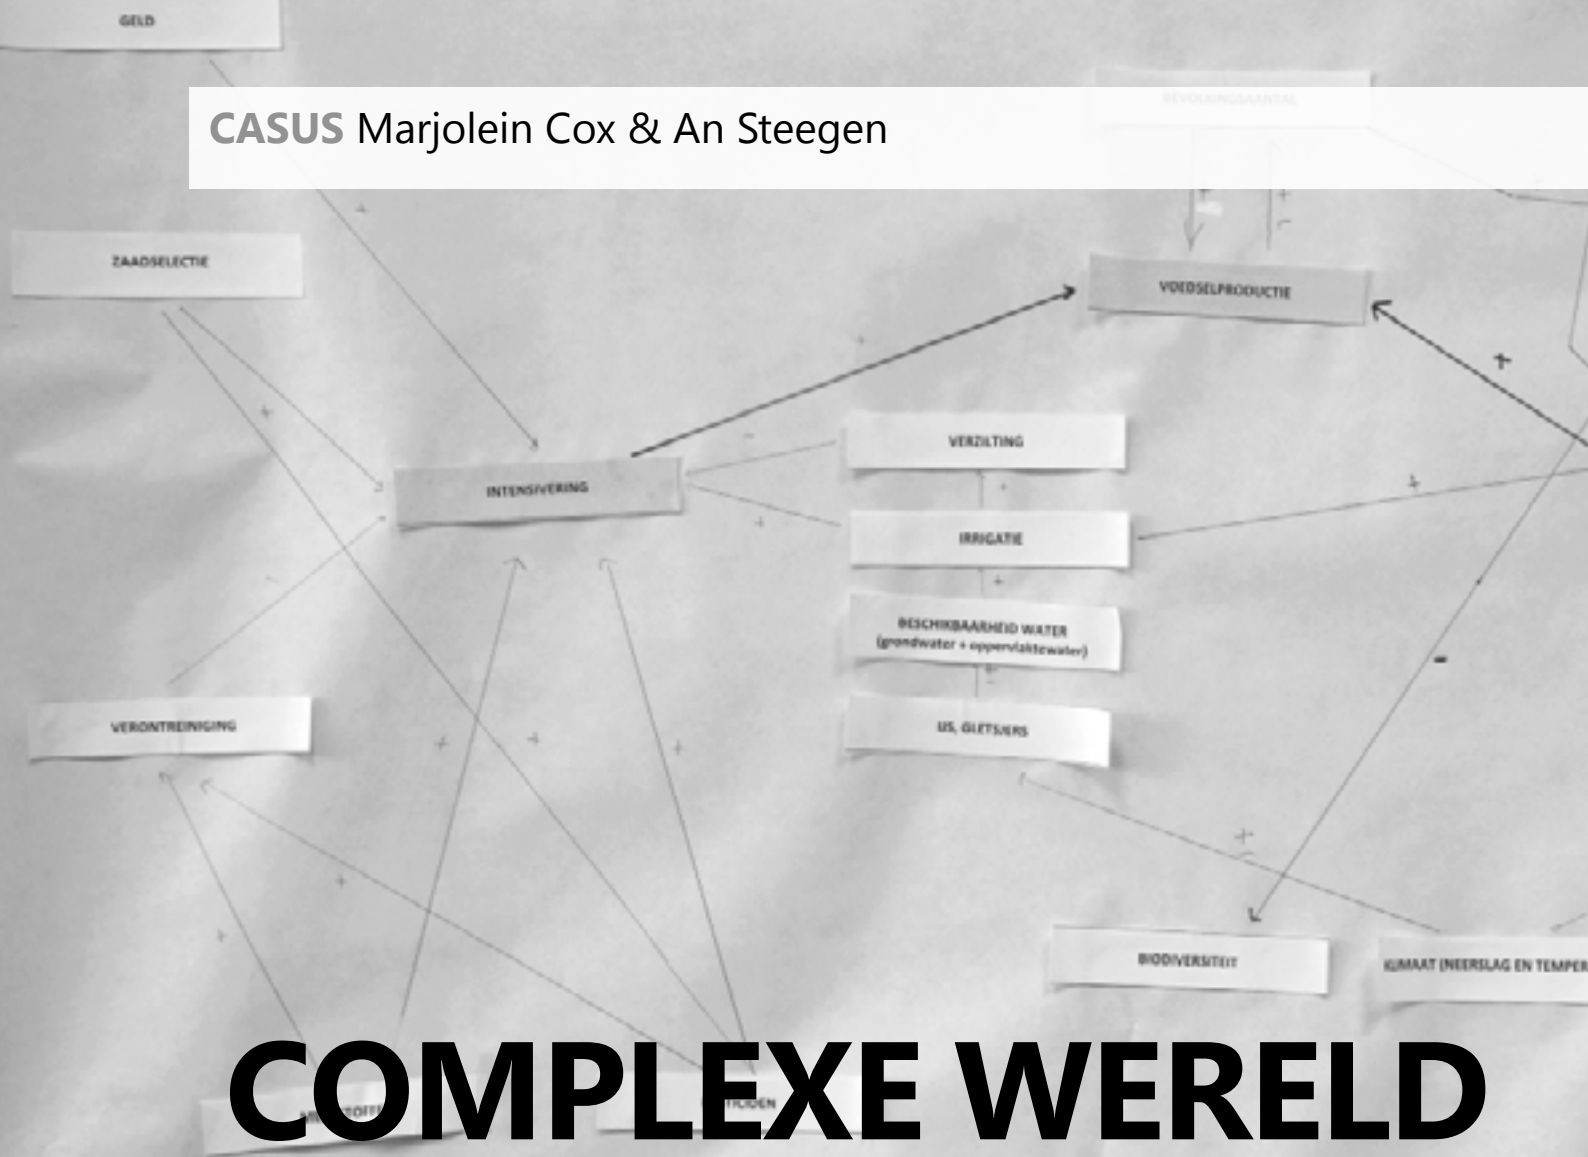 GELD
CASUS Marjolein Cox & An Steegen
BEVOLKINGSAANTAL
ZAADSELECTIE
VOEDSELPRODUCTIE
VERZILTING
INTENSIVERING
IRRIGATIE
BESCHIKBAARHEID WATER
(grondwater + oppervlaktewater)
VERONTREINIGING
IJS, GLETSJERS
BIODIVERSITEIT
KLIMAAT (NEERSLAG EN TEMPER
COMPLEXE WERELD